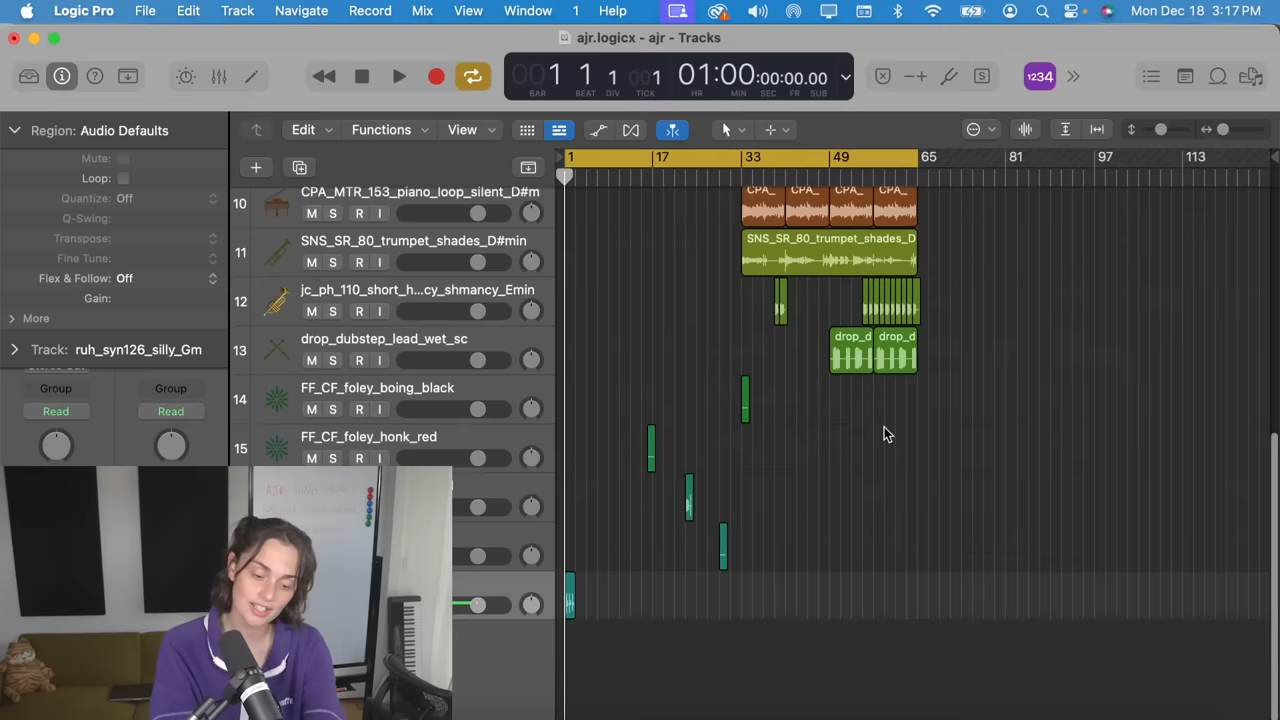 Logic Pro File Edit Track Navigate Record Mix View Window 1 Help Mon Dec 18 3:17 PM
ajr.logicx - ajr - Tracks
001 1 1 001 01:00:00:00.00 1234
BAR BEAT DIV TICK HR MIN SEC FR SUB
Region: Audio Defaults
Edit Functions View
Mute:
Loop:
Quantize: Off
Q-Swing:
Transpose:
Fine Tune:
Flex & Follow: Off
Gain:
More
Track: ruh_syn126_silly_Gm
Group Group
Read Read
1 17 33 49 65 81 97 113
10 CPA_MTR_153_piano_loop_silent_D#m
M S R I
CPA_ CPA_ CPA_ CPA_
11 SNS_SR_80_trumpet_shades_D#min
M S R I
SNS_SR_80_trumpet_shades_D
12 jc_ph_110_short_h...cy_shmancy_Emin
M S R I
13 drop_dubstep_lead_wet_sc
M S R I
drop_d drop_d
14 FF_CF_foley_boing_black
M S R I
15 FF_CF_foley_honk_red
M S R I